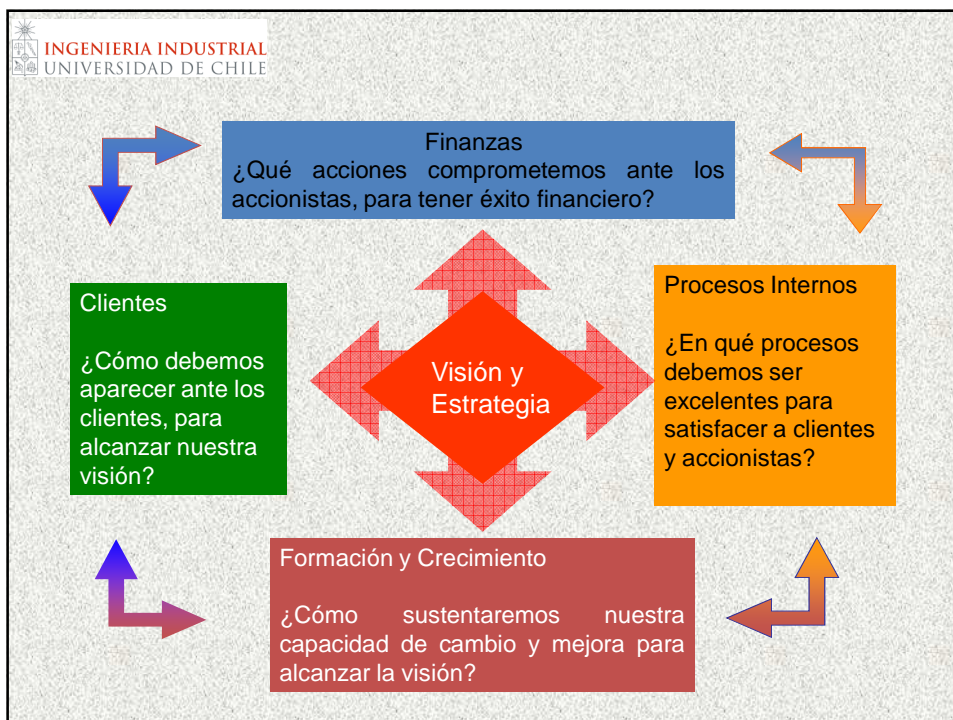 INGENIERIA INDUSTRIAL
UNIVERSIDAD DE CHILE
Finanzas
¿Qué acciones comprometemos ante los
accionistas, para tener éxito financiero?
Clientes
¿Cómo debemos
aparecer ante los
clientes, para
alcanzar nuestra
visión?
Visión y
Estrategia
Procesos Internos
¿En qué procesos
debemos ser
excelentes para
satisfacer a clientes
y accionistas?
Formación y Crecimiento
¿Cómo sustentaremos nuestra
capacidad de cambio y mejora para
alcanzar la visión?